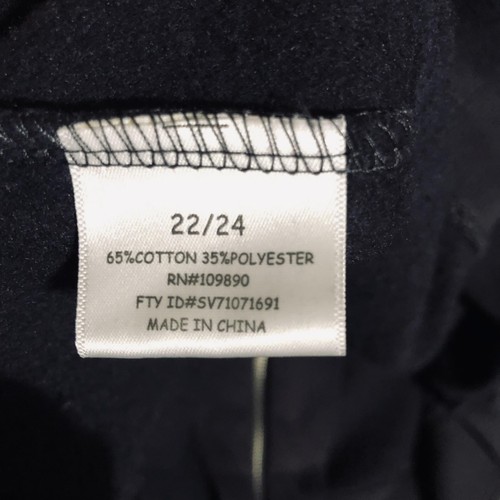 22/24
65%COTTON 35%POLYESTER
RN#109890
FTY ID#SV71071691
MADE IN CHINA